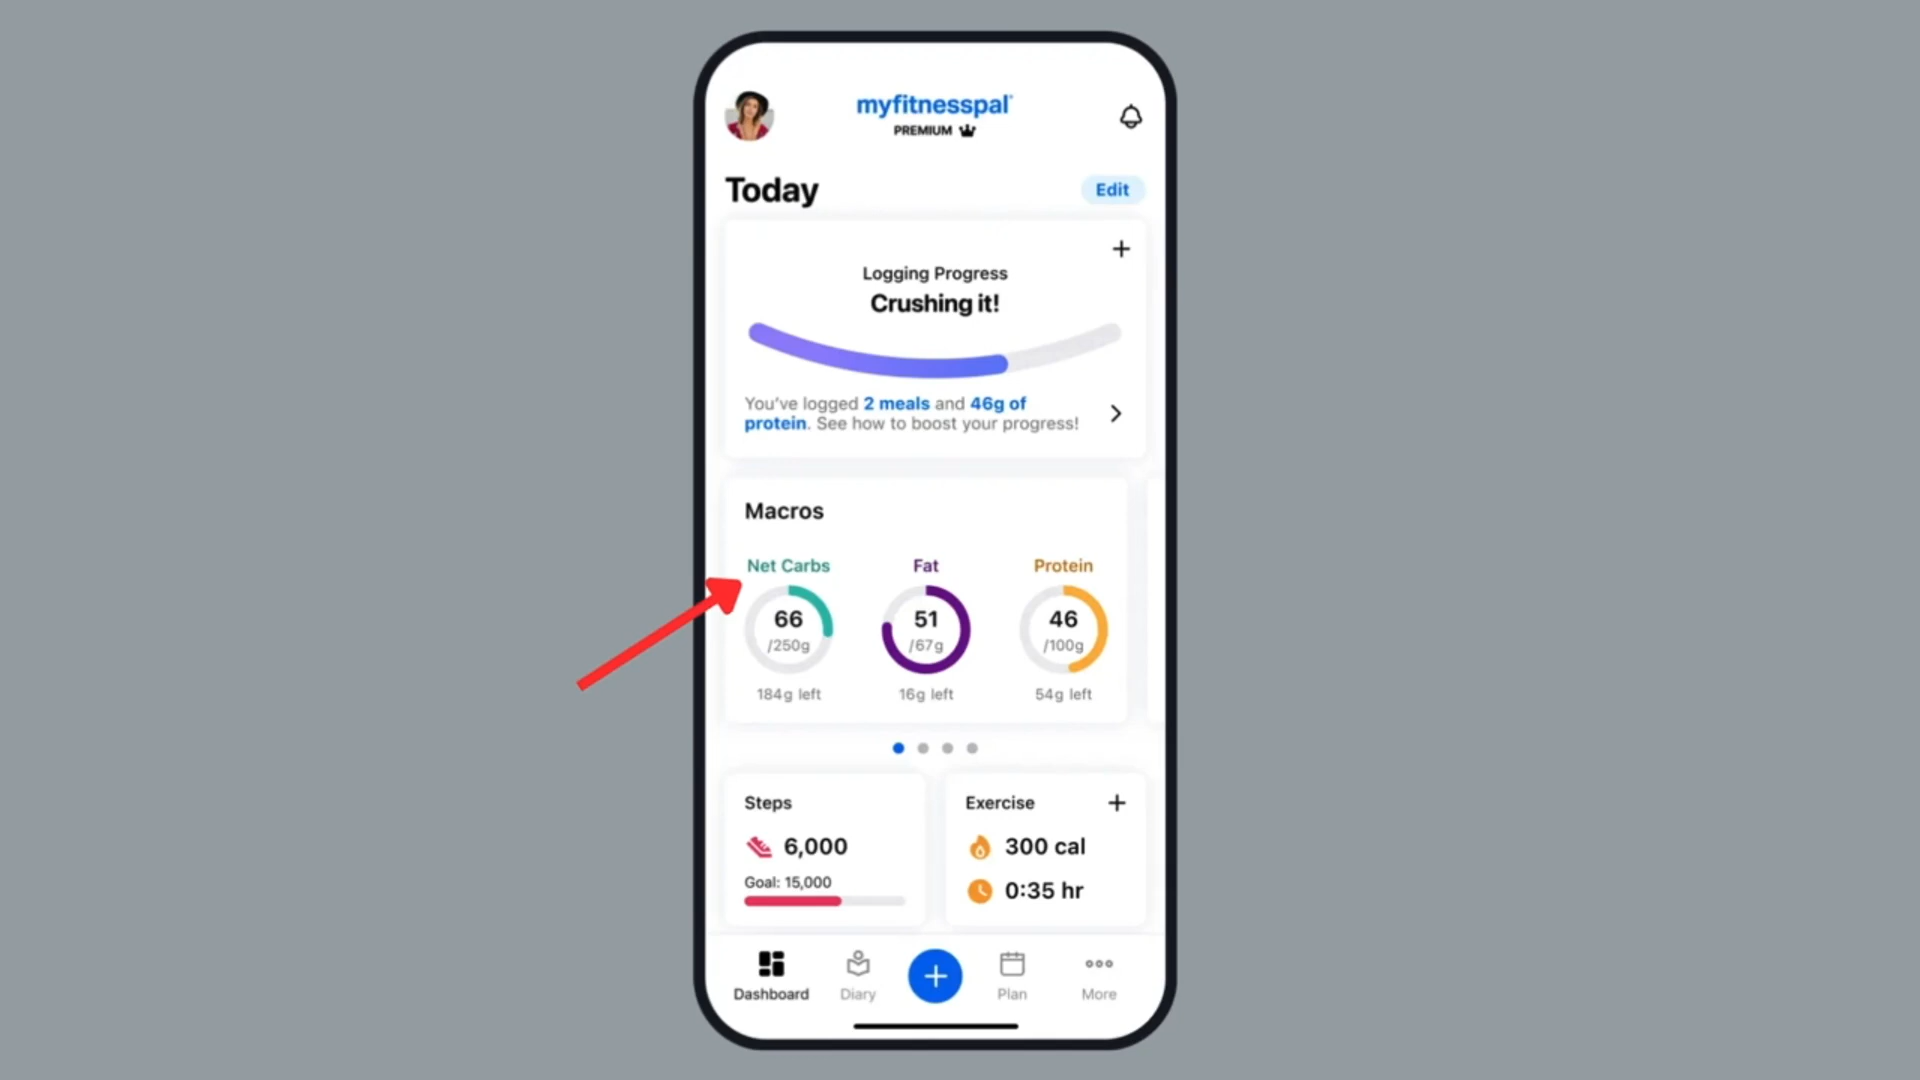 myfitnesspal
PREMIUM
Today
Edit
Logging Progress
Crushing it!
You've logged 2 meals and 46g of
protein. See how to boost your progress!
Macros
Net Carbs
66
/250g
184g left
Fat
51
/67g
16g left
Protein
46
/100g
54g left
Steps
6,000
Goal: 15,000
Exercise
300 cal
0:35 hr
Dashboard
Diary
Plan
More